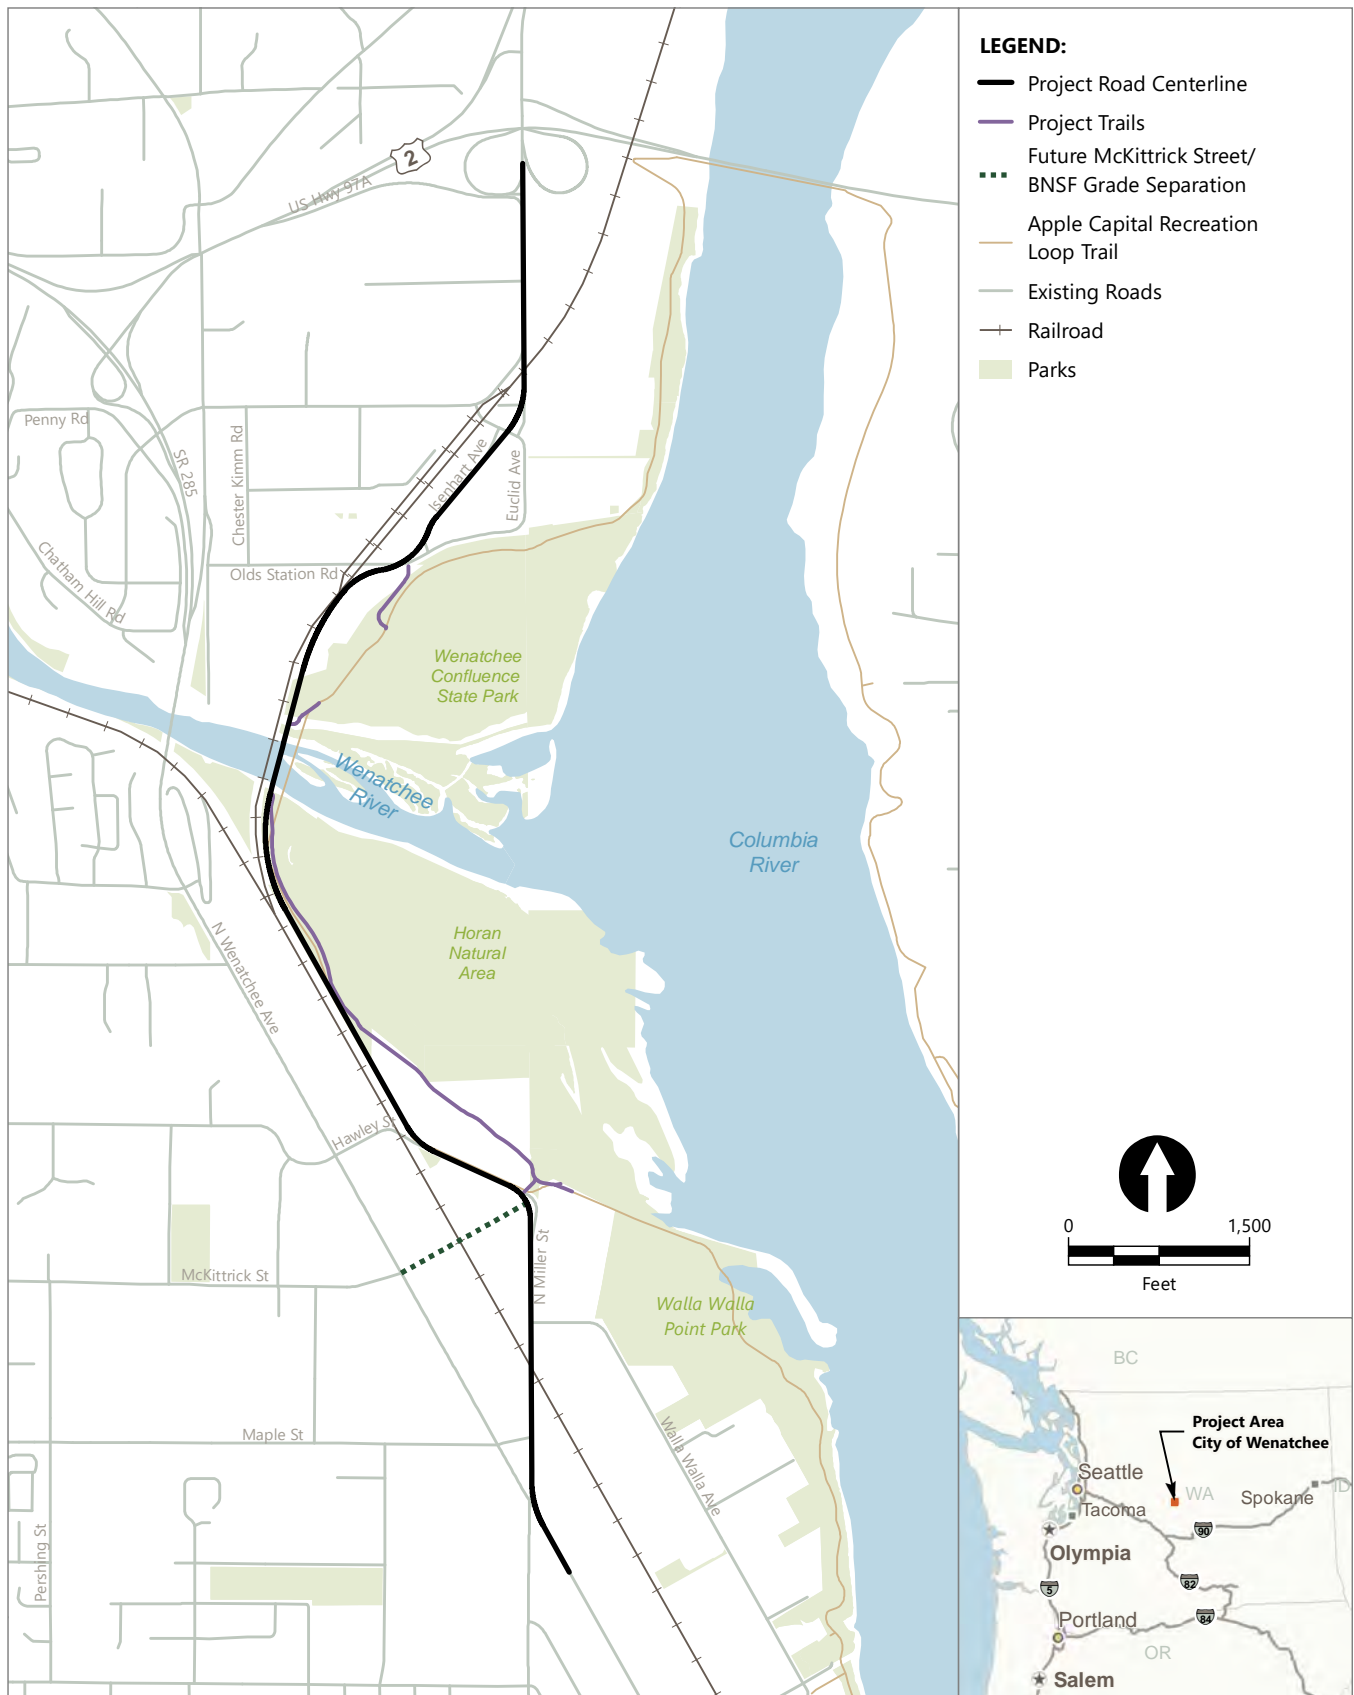 LEGEND:
Project Road Centerline
Project Trails
Future McKittrick Street/
BNSF Grade Separation
Apple Capital Recreation
Loop Trail
Existing Roads
Railroad
Parks
2
US Hwy 97A
Penny Rd
SR 285
Chester Kimm Rd
Isenhart Ave
Euclid Ave
Chatham Hill Rd
Olds Station Rd
Wenatchee
Confluence
State Park
Wenatchee
River
Columbia
River
Horan
Natural
Area
N Wenatchee Ave
Hawley St
McKittrick St
N Miller St
Walla Walla
Point Park
Maple St
Walla Walla Ave
Pershing St
0 1,500
Feet
BC
Project Area
City of Wenatchee
Seattle
WA
Spokane
ID
Tacoma
90
Olympia
5
82
84
Portland
OR
Salem